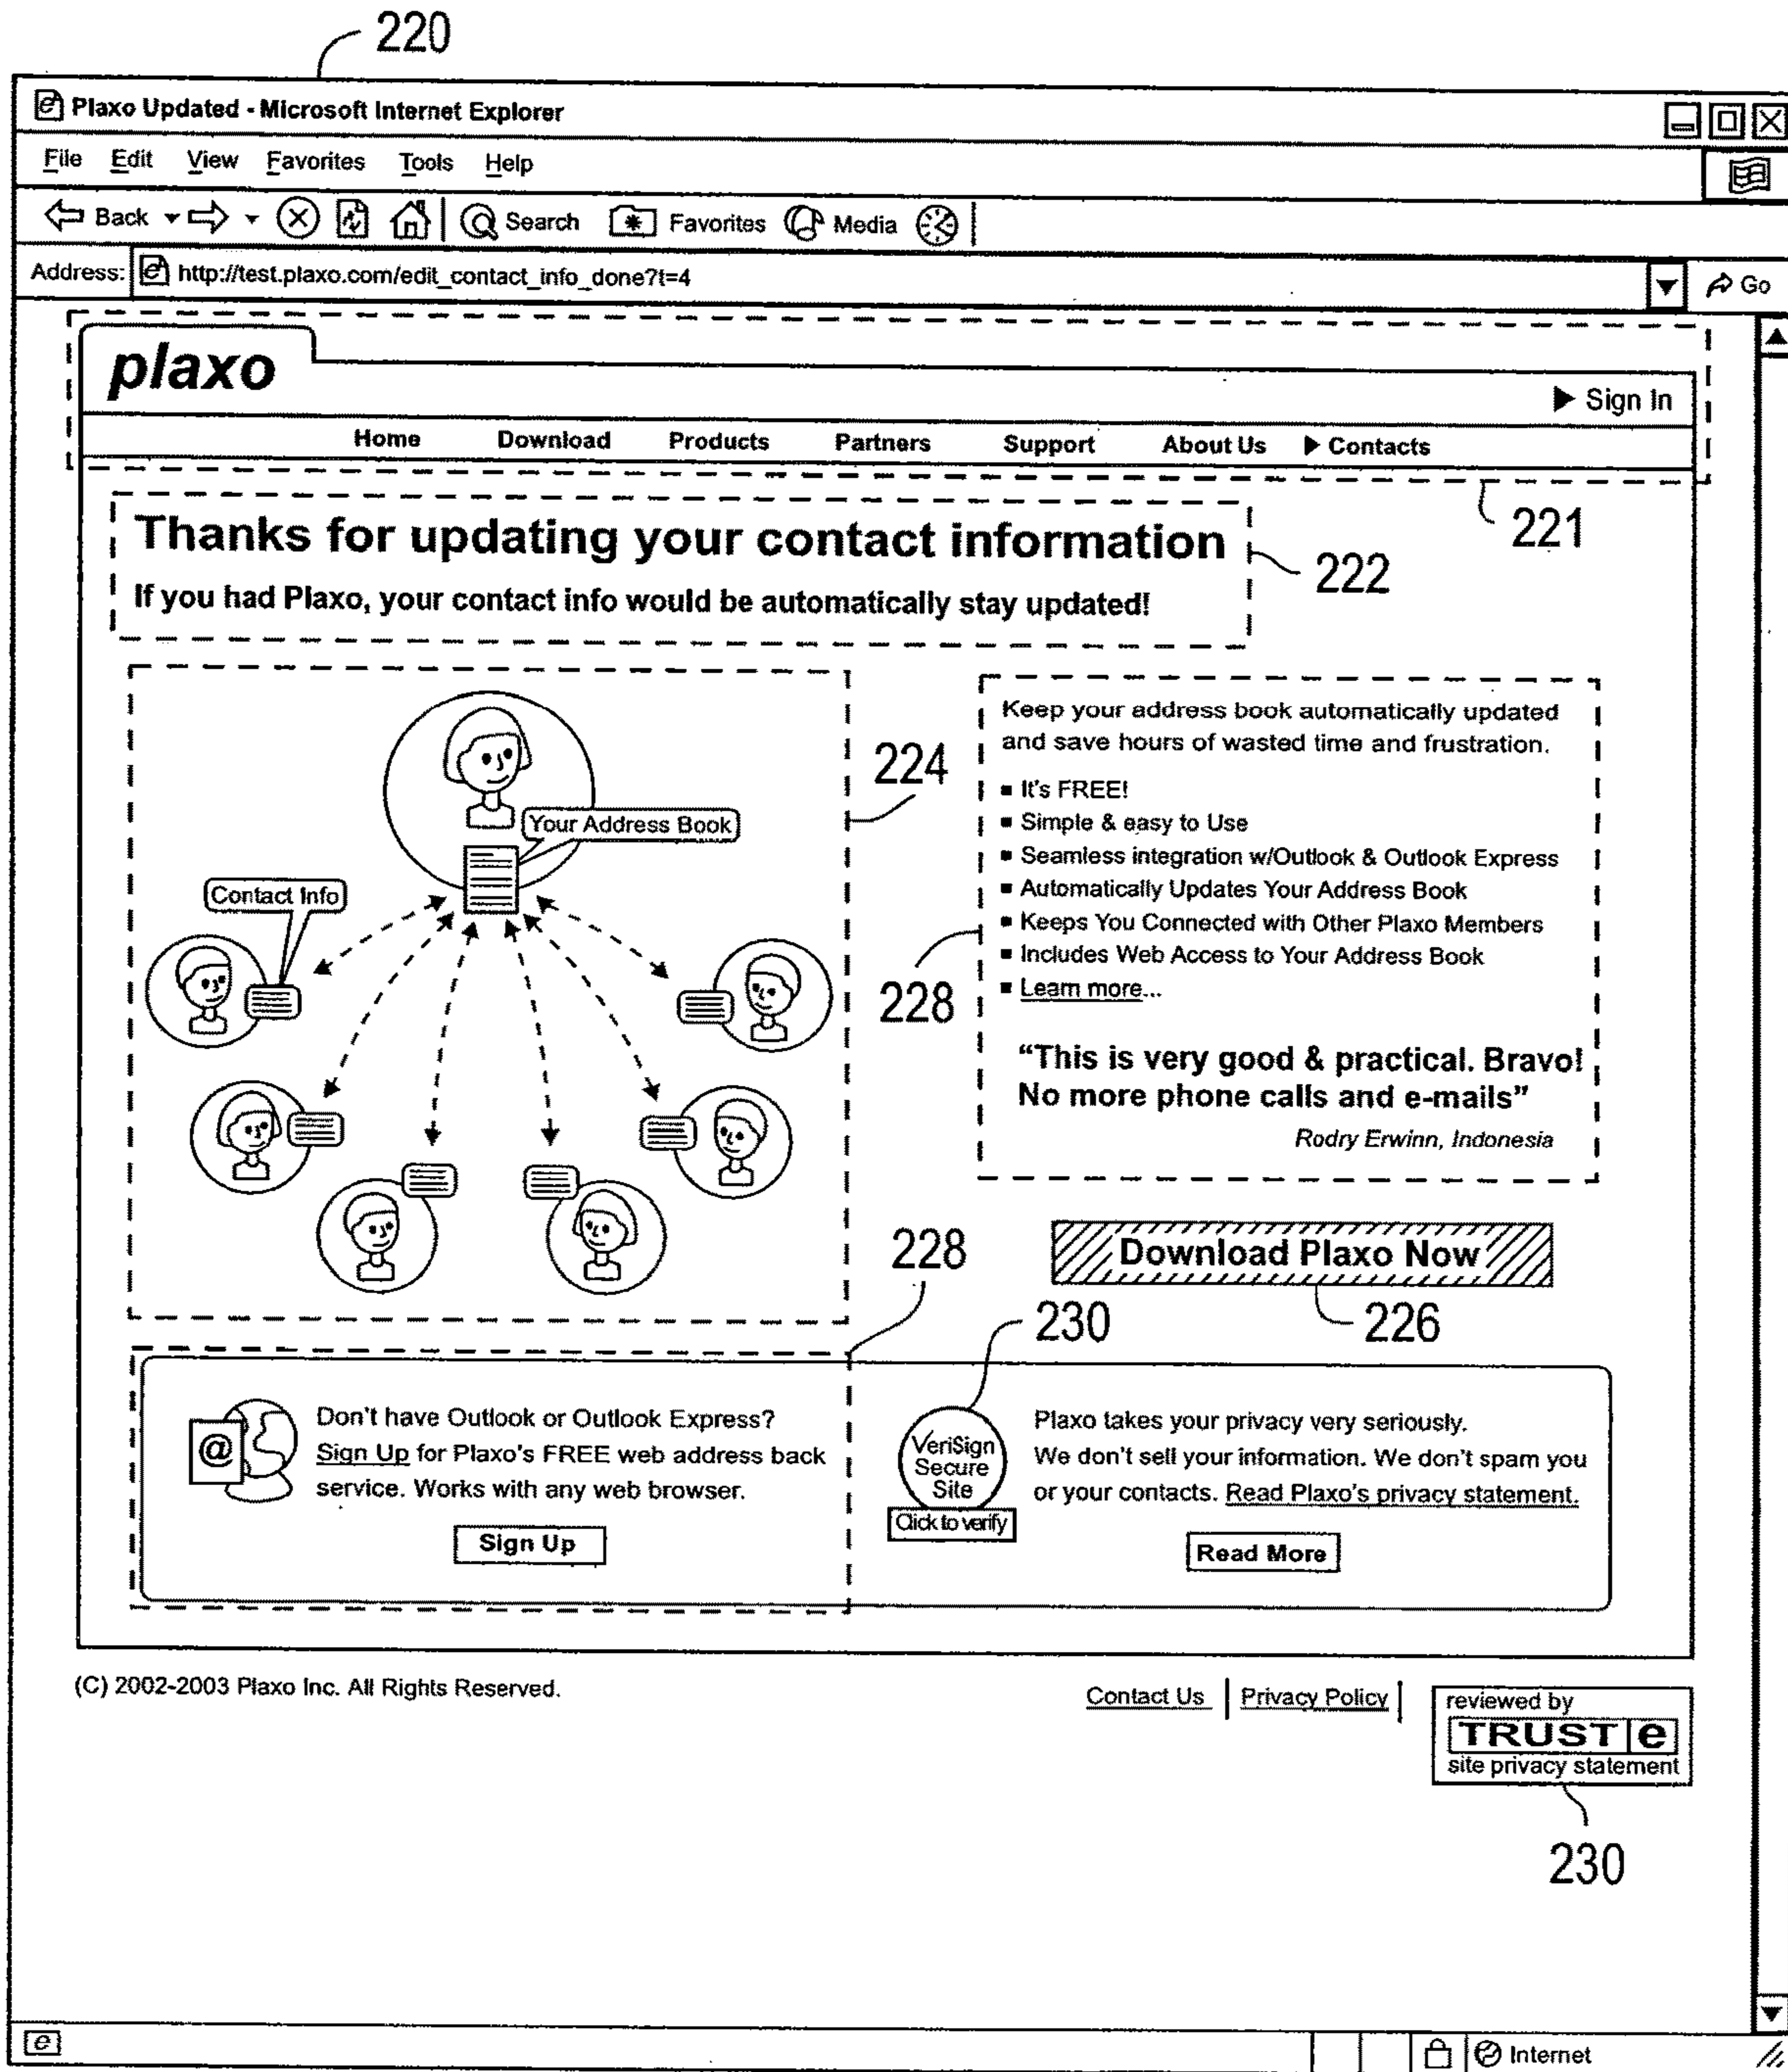 220
Plaxo Updated - Microsoft Internet Explorer
File Edit View Favorites Tools Help
Back Search Favorites Media
Address: http://test.plaxo.com/edit_contact_info_done?t=4 Go
plaxo
Sign In
Home Download Products Partners Support About Us Contacts
221
Thanks for updating your contact information
If you had Plaxo, your contact info would be automatically stay updated!
222
Your Address Book
Contact Info
224
Keep your address book automatically updated
and save hours of wasted time and frustration.
▪ It's FREE!
▪ Simple & easy to Use
▪ Seamless integration w/Outlook & Outlook Express
▪ Automatically Updates Your Address Book
▪ Keeps You Connected with Other Plaxo Members
▪ Includes Web Access to Your Address Book
▪ Learn more...
228
“This is very good & practical. Bravo!
No more phone calls and e-mails”
Rodry Erwinn, Indonesia
Download Plaxo Now
226
228
230
@
Don't have Outlook or Outlook Express?
Sign Up for Plaxo's FREE web address back
service. Works with any web browser.
Sign Up
VeriSign
Secure
Site
Click to verify
Plaxo takes your privacy very seriously.
We don't sell your information. We don't spam you
or your contacts. Read Plaxo's privacy statement.
Read More
(C) 2002-2003 Plaxo Inc. All Rights Reserved.
Contact Us | Privacy Policy |
reviewed by
TRUSTe
site privacy statement
230
e
Internet